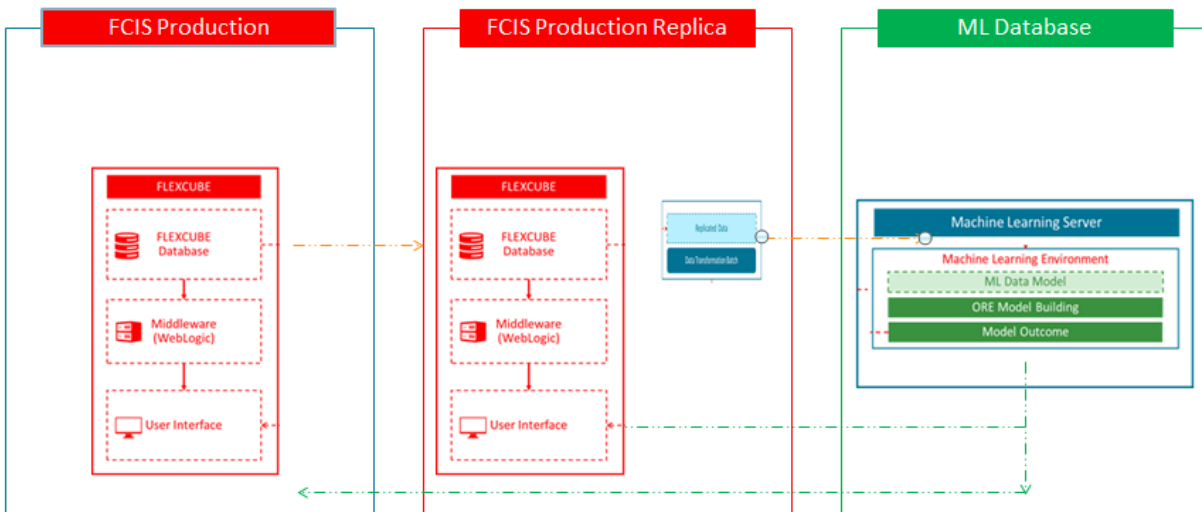 FCIS Production
FCIS Production Replica
ML Database
FLEXCUBE
FLEXCUBE
Database
Middleware
(WebLogic)
User Interface
FLEXCUBE
FLEXCUBE
Database
Middleware
(WebLogic)
User Interface
Replicated Data
Data Transformation Batch
Machine Learning Server
Machine Learning Environment
ML Data Model
ORE Model Building
Model Outcome